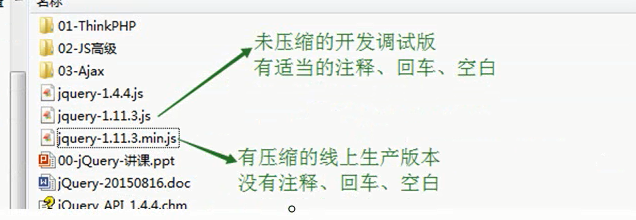 名称
01-ThinkPHP
02-JS高级
03-Ajax
jquery-1.4.4.js
jquery-1.11.3.js
jquery-1.11.3.min.js
00-jQuery-讲课.ppt
jQuery-20150816.doc
jQuery API 1.4.4.chm
未压缩的开发调试版
有适当的注释、回车、空白
有压缩的线上生产版本
没有注释、回车、空白